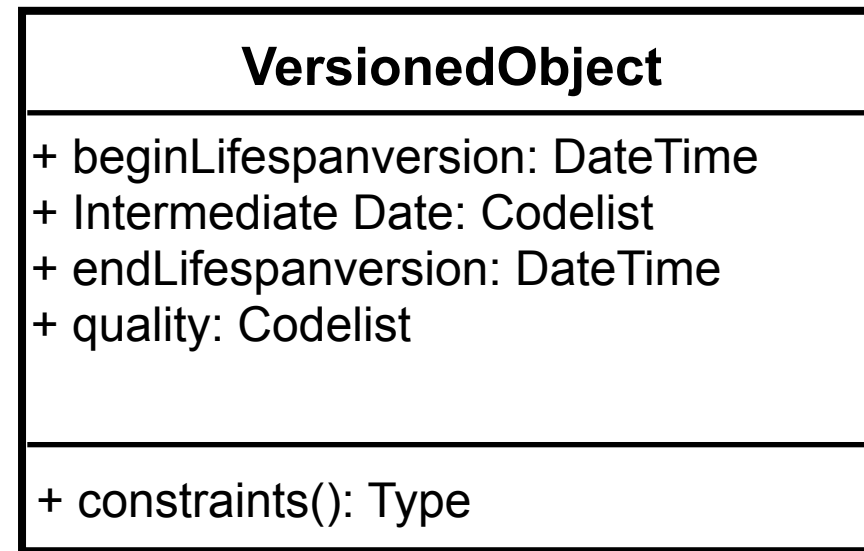 VersionedObject
+ beginLifespanversion: DateTime
+ Intermediate Date: Codelist
+ endLifespanversion: DateTime
+ quality: Codelist
+ constraints(): Type